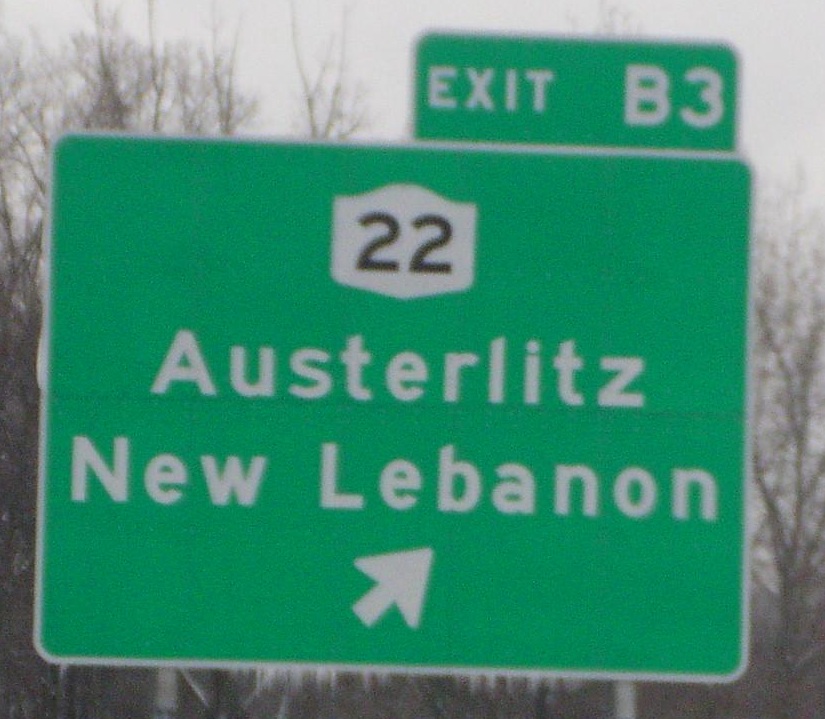 EXIT B3
22
Austerlitz
New Lebanon